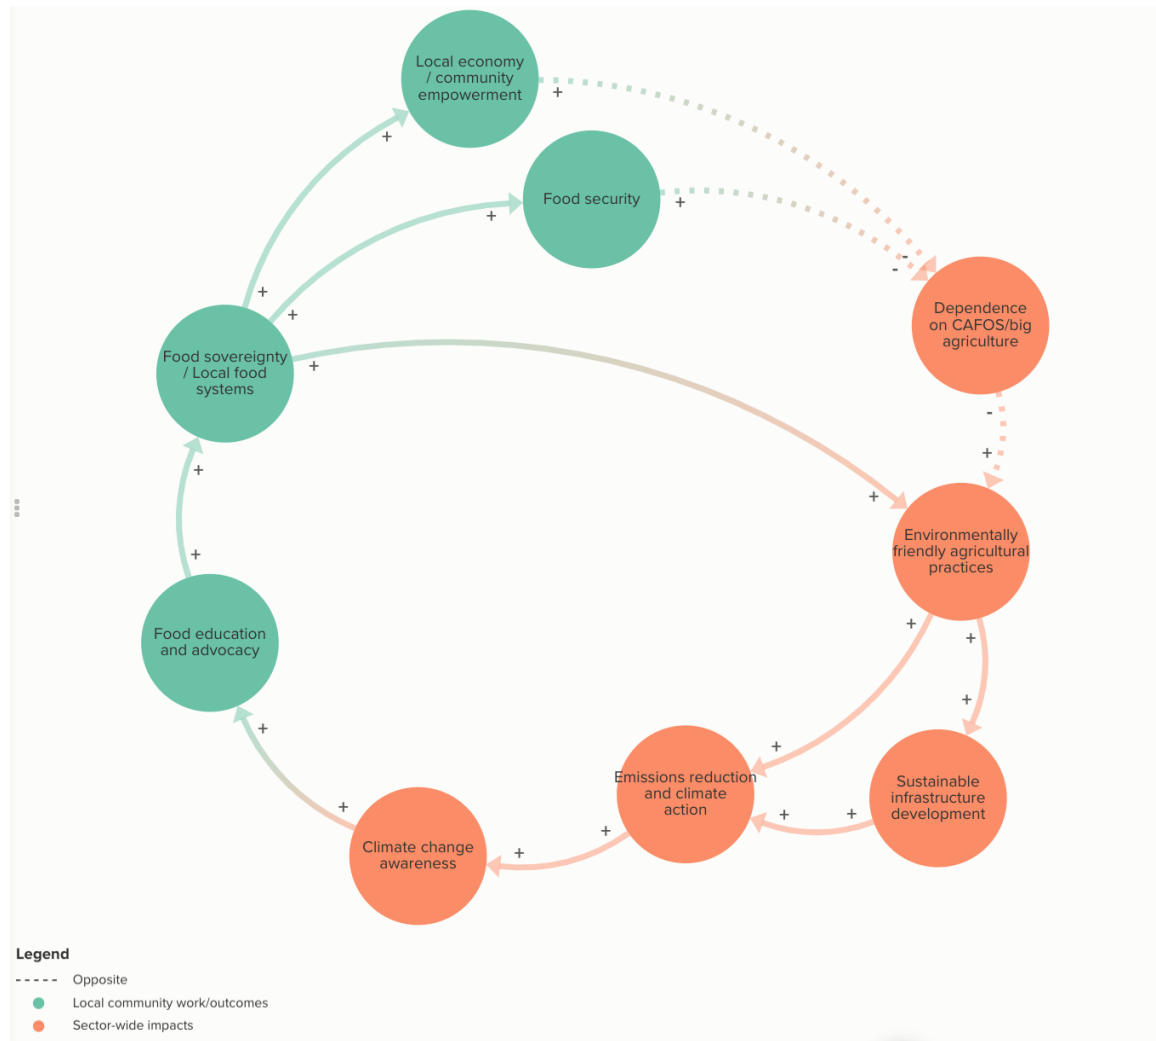 Local economy
/ community
empowerment
+
+
Food security
+
+
-
-
Dependence
on CAFOS/big
agriculture
+
+
Food sovereignty
/ Local food
systems
+
-
+
+
+
Environmentally
friendly agricultural
practices
+
+
Food education
and advocacy
+
+
+
+
+
Emissions reduction
and climate
action
Sustainable
infrastructure
development
+
+
+
+
+
Climate change
awareness
Legend
Opposite
Local community work/outcomes
Sector-wide impacts